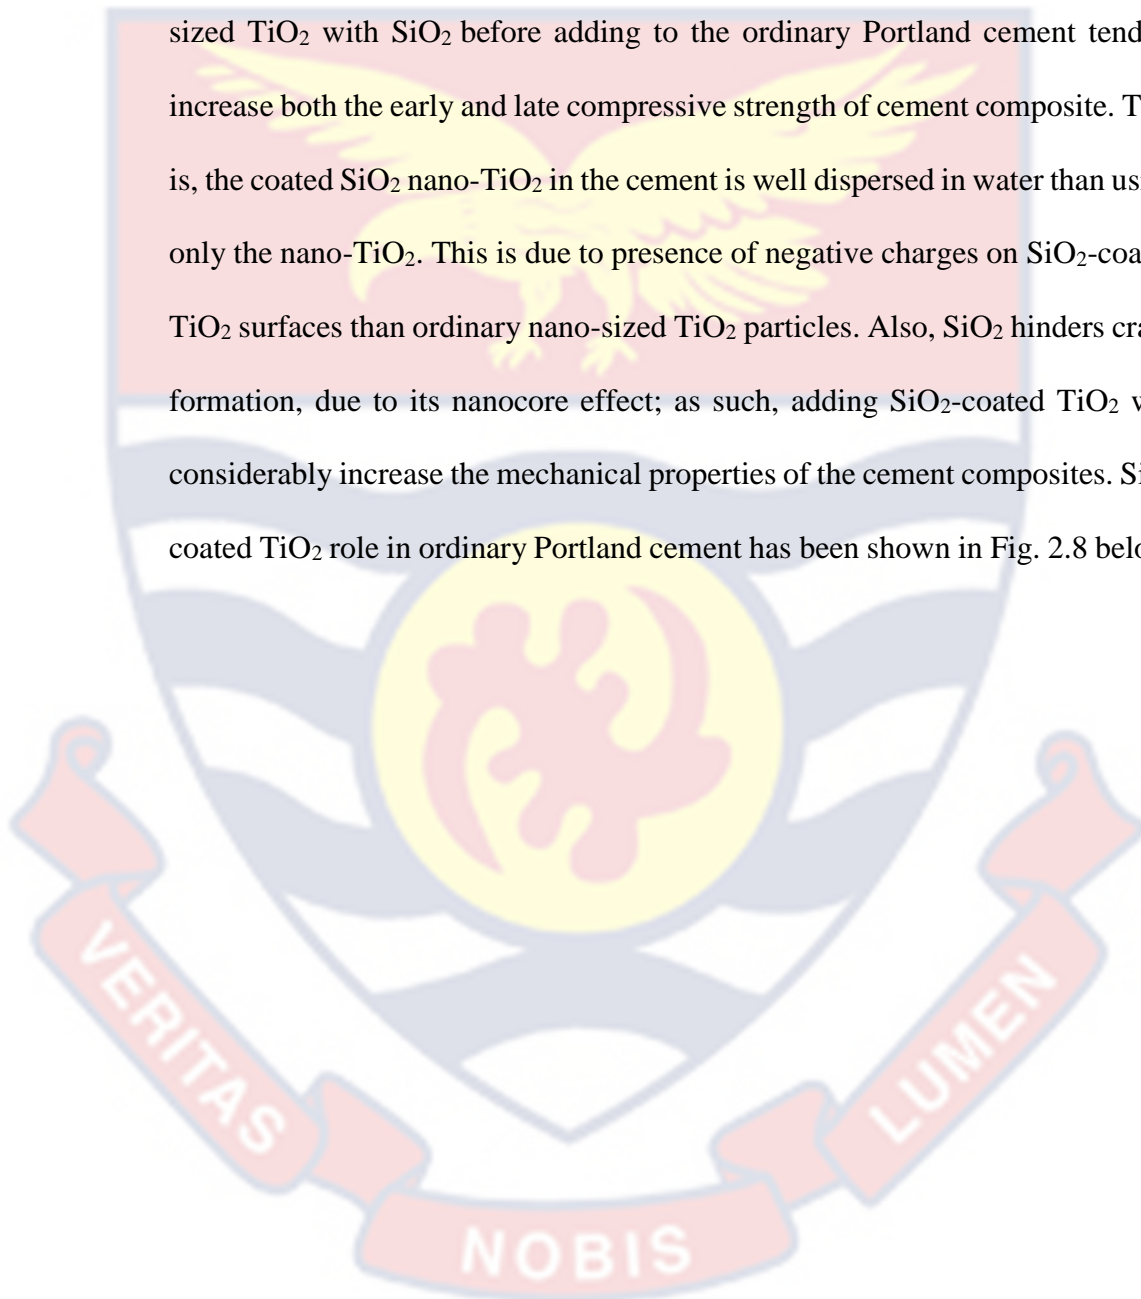 sized TiO₂ with SiO₂ before adding to the ordinary Portland cement tend
increase both the early and late compressive strength of cement composite. T
is, the coated SiO₂ nano-TiO₂ in the cement is well dispersed in water than us
only the nano-TiO₂. This is due to presence of negative charges on SiO₂-coa
TiO₂ surfaces than ordinary nano-sized TiO₂ particles. Also, SiO₂ hinders cra
formation, due to its nanocore effect; as such, adding SiO₂-coated TiO₂ w
considerably increase the mechanical properties of the cement composites. Si
coated TiO₂ role in ordinary Portland cement has been shown in Fig. 2.8 belo
VERITAS
NOBIS
LUMEN